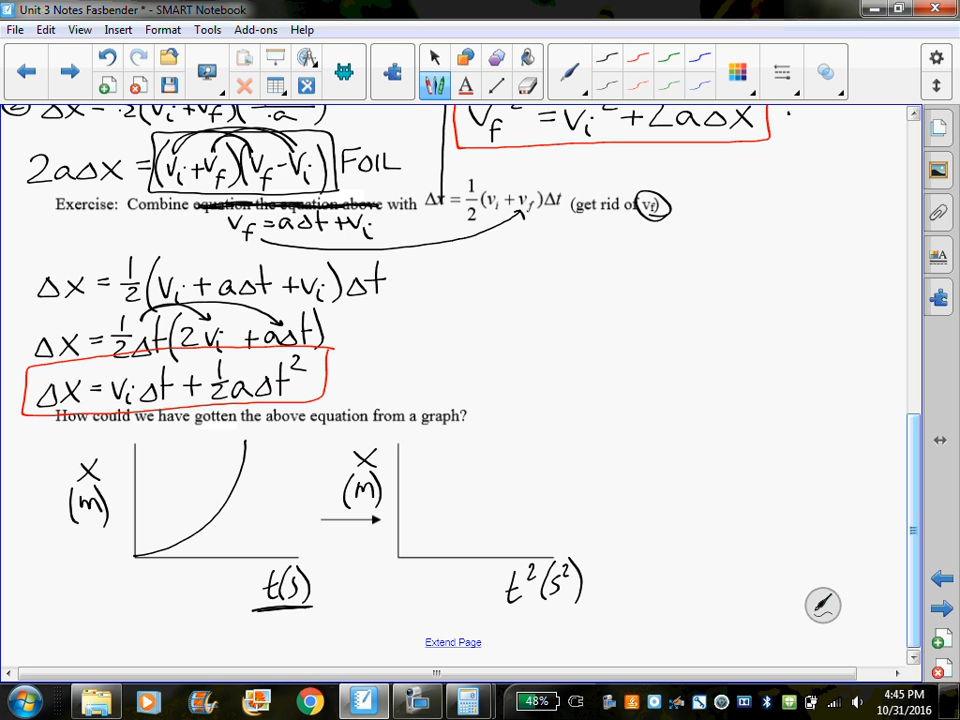 Unit 3 Notes Fasbender * - SMART Notebook
File Edit View Insert Format Tools Add-ons Help
Δx = ·2(vi+vf)( ·a )
vf² = vi² + 2aΔx
2aΔx = (vi+vf)(vf-vi) FOIL
Exercise: Combine equation the equation above with Δx = 1/2 (vi + vf)Δt (get rid of vf)
vf = aΔt+vi
Δx = 1/2 (vi + aΔt +vi)Δt
Δx = 1/2 Δt(2vi + aΔt)
Δx = viΔt + 1/2 aΔt²
How could we have gotten the above equation from a graph?
x
(m)
t(s)
x
(m)
t²(s²)
Extend Page
48%
4:45 PM
10/31/2016